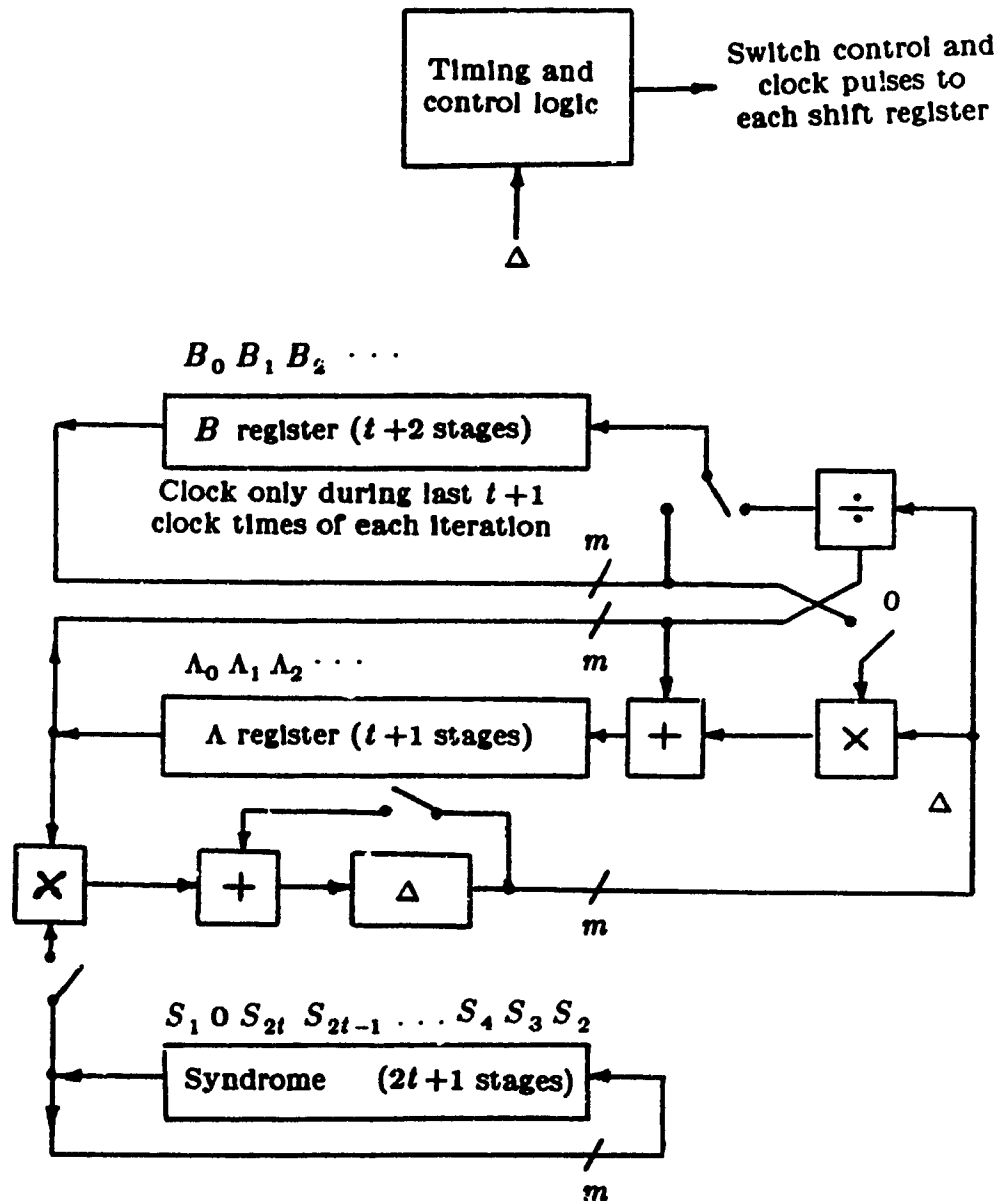 Timing and
control logic
Switch control and
clock pulses to
each shift register
Δ
B₀ B₁ B₂ ···
B register (t+2 stages)
Clock only during last t+1
clock times of each iteration
÷
m
0
m
Λ₀ Λ₁ Λ₂ ···
Λ register (t+1 stages)
+
×
Δ
×
+
Δ
m
S₁ 0 S₂ₜ S₂ₜ₋₁ ... S₄ S₃ S₂
Syndrome (2t+1 stages)
m